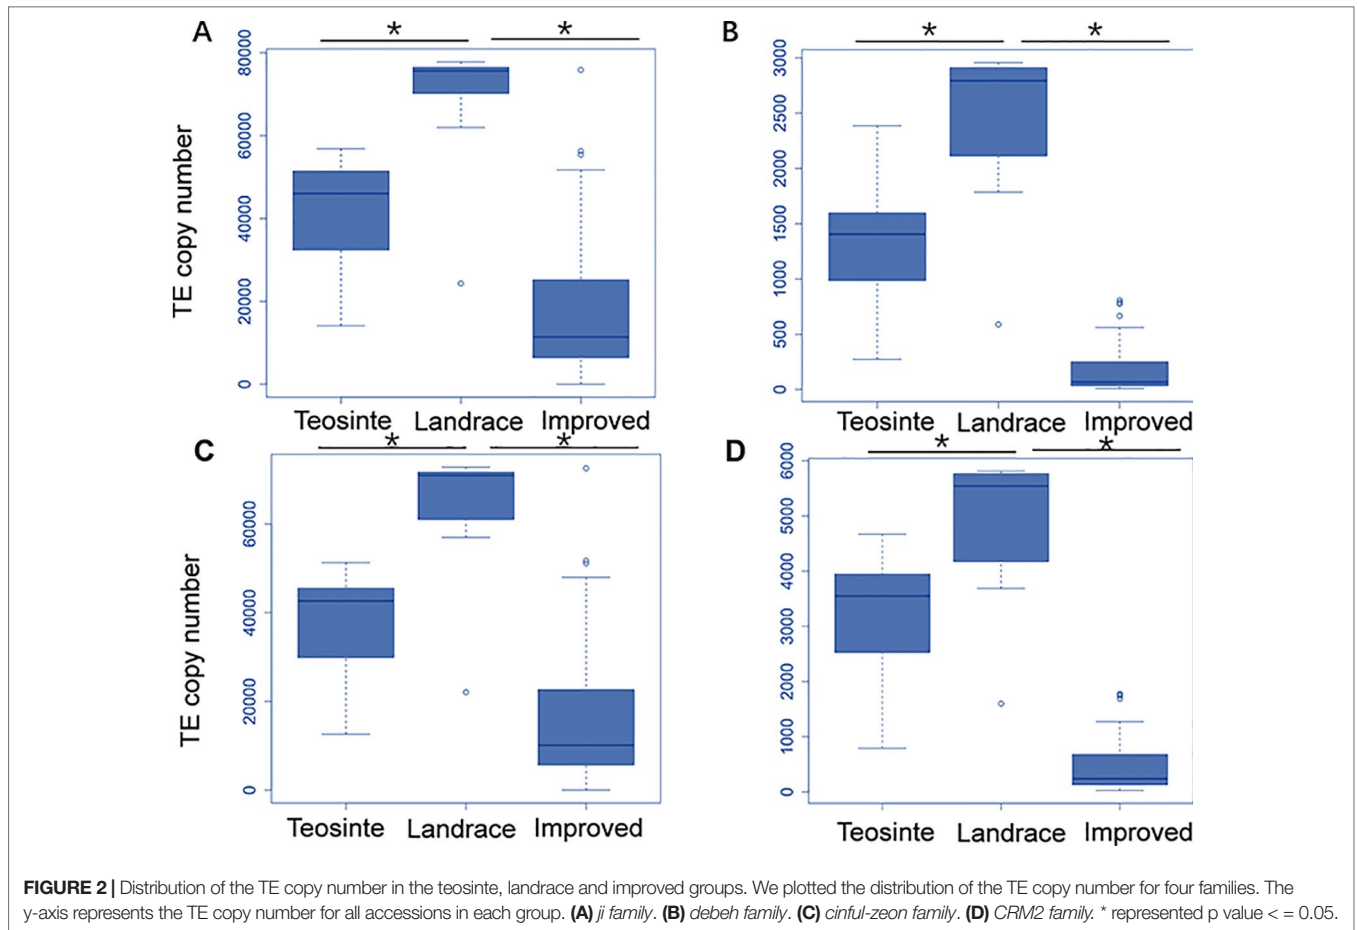 A
*
*
B
*
*
TE copy number
80000
60000
40000
20000
0
3000
2500
2000
1500
1000
500
0
Teosinte Landrace Improved
Teosinte Landrace Improved
C
*
*
D
*
*
TE copy number
60000
40000
20000
0
6000
5000
4000
3000
2000
1000
0
Teosinte Landrace Improved
Teosinte Landrace Improved
FIGURE 2 | Distribution of the TE copy number in the teosinte, landrace and improved groups. We plotted the distribution of the TE copy number for four families. The
y-axis represents the TE copy number for all accessions in each group. (A) ji family. (B) debeh family. (C) cinful-zeon family. (D) CRM2 family. * represented p value < = 0.05.